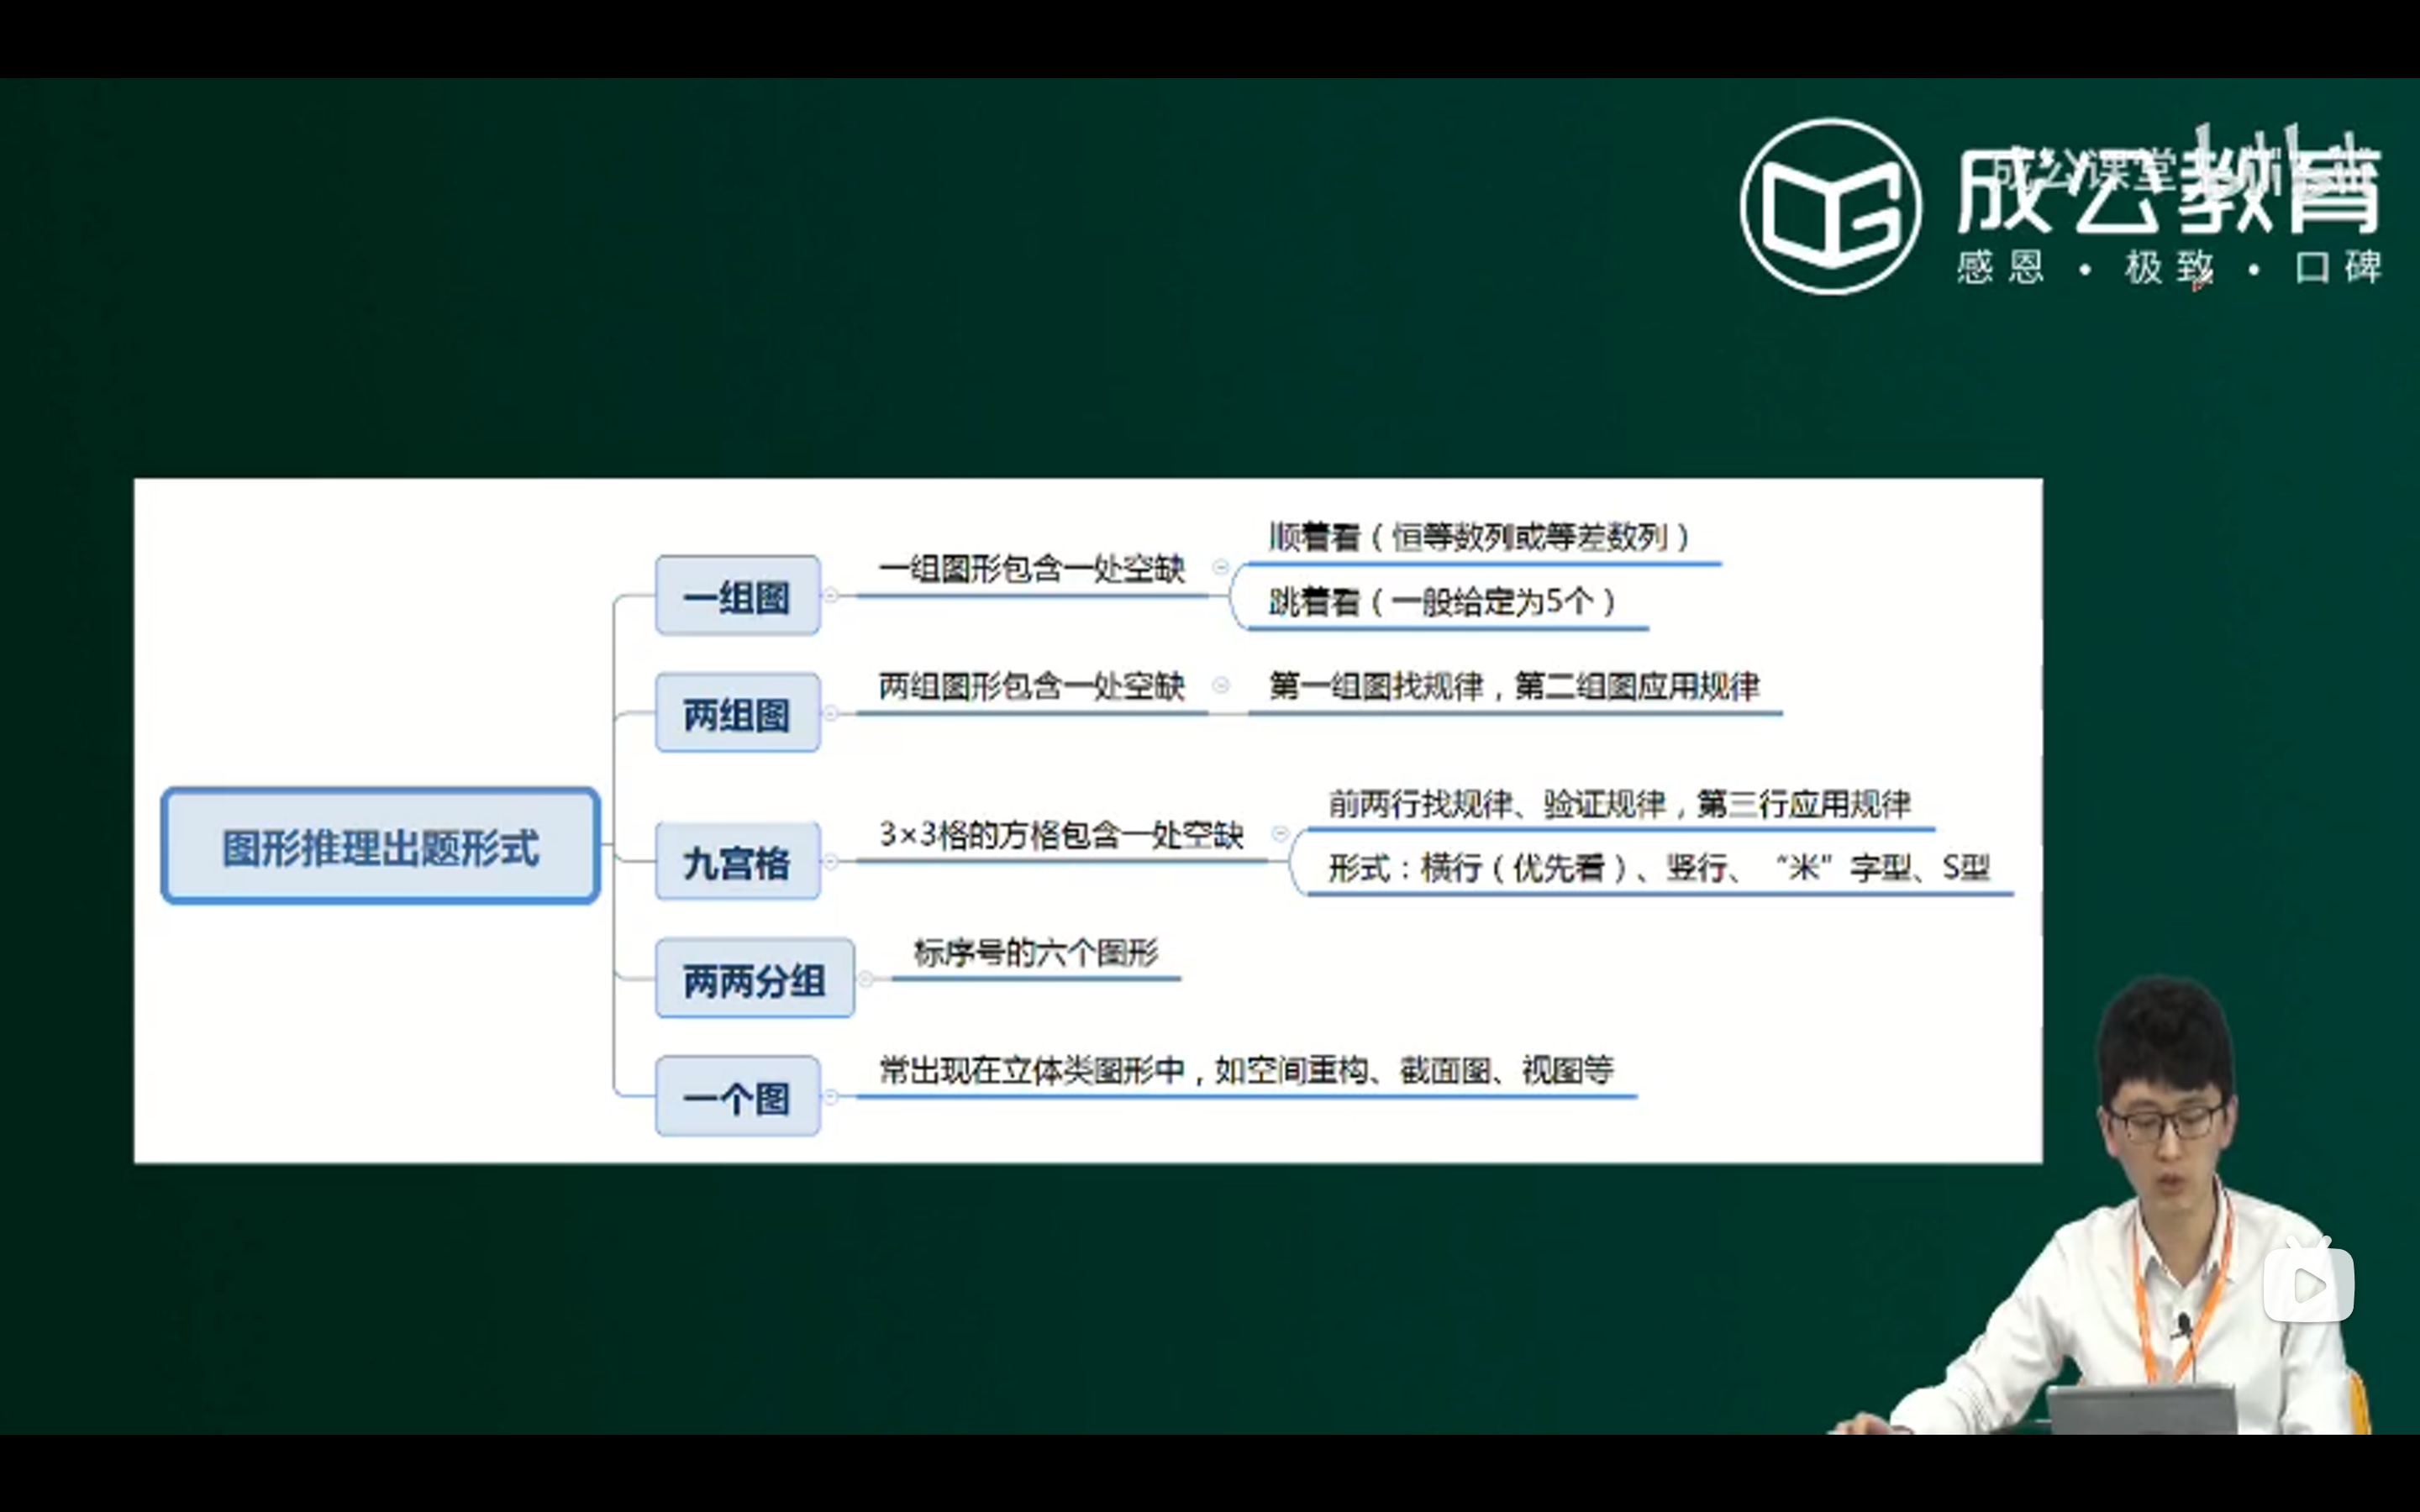 成公课堂
成公教育
感恩·极致·口碑
图形推理出题形式
一组图
一组图形包含一处空缺
顺着看（恒等数列或等差数列）
跳着看（一般给定为5个）
两组图
两组图形包含一处空缺
第一组图找规律，第二组图应用规律
九宫格
3×3格的方格包含一处空缺
前两行找规律、验证规律，第三行应用规律
形式：横行（优先看）、竖行、“米”字型、S型
两两分组
标序号的六个图形
一个图
常出现在立体类图形中，如空间重构、截面图、视图等